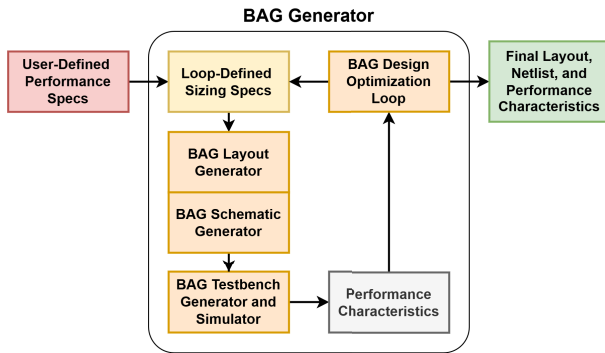 BAG Generator
User-Defined
Performance
Specs
Loop-Defined
Sizing Specs
BAG Design
Optimization
Loop
Final Layout,
Netlist, and
Performance
Characteristics
BAG Layout
Generator
BAG Schematic
Generator
BAG Testbench
Generator and
Simulator
Performance
Characteristics